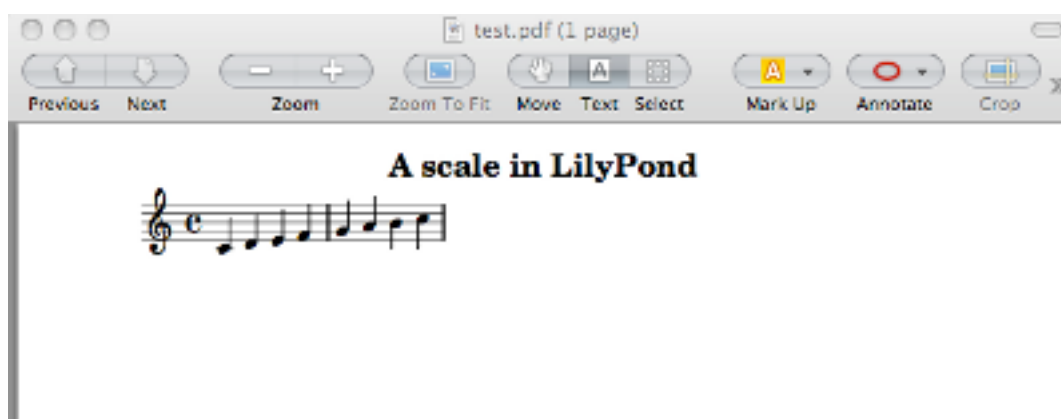 test.pdf (1 page)
Previous Next Zoom Zoom To Fit Move Text Select Mark Up Annotate Crop
A scale in LilyPond